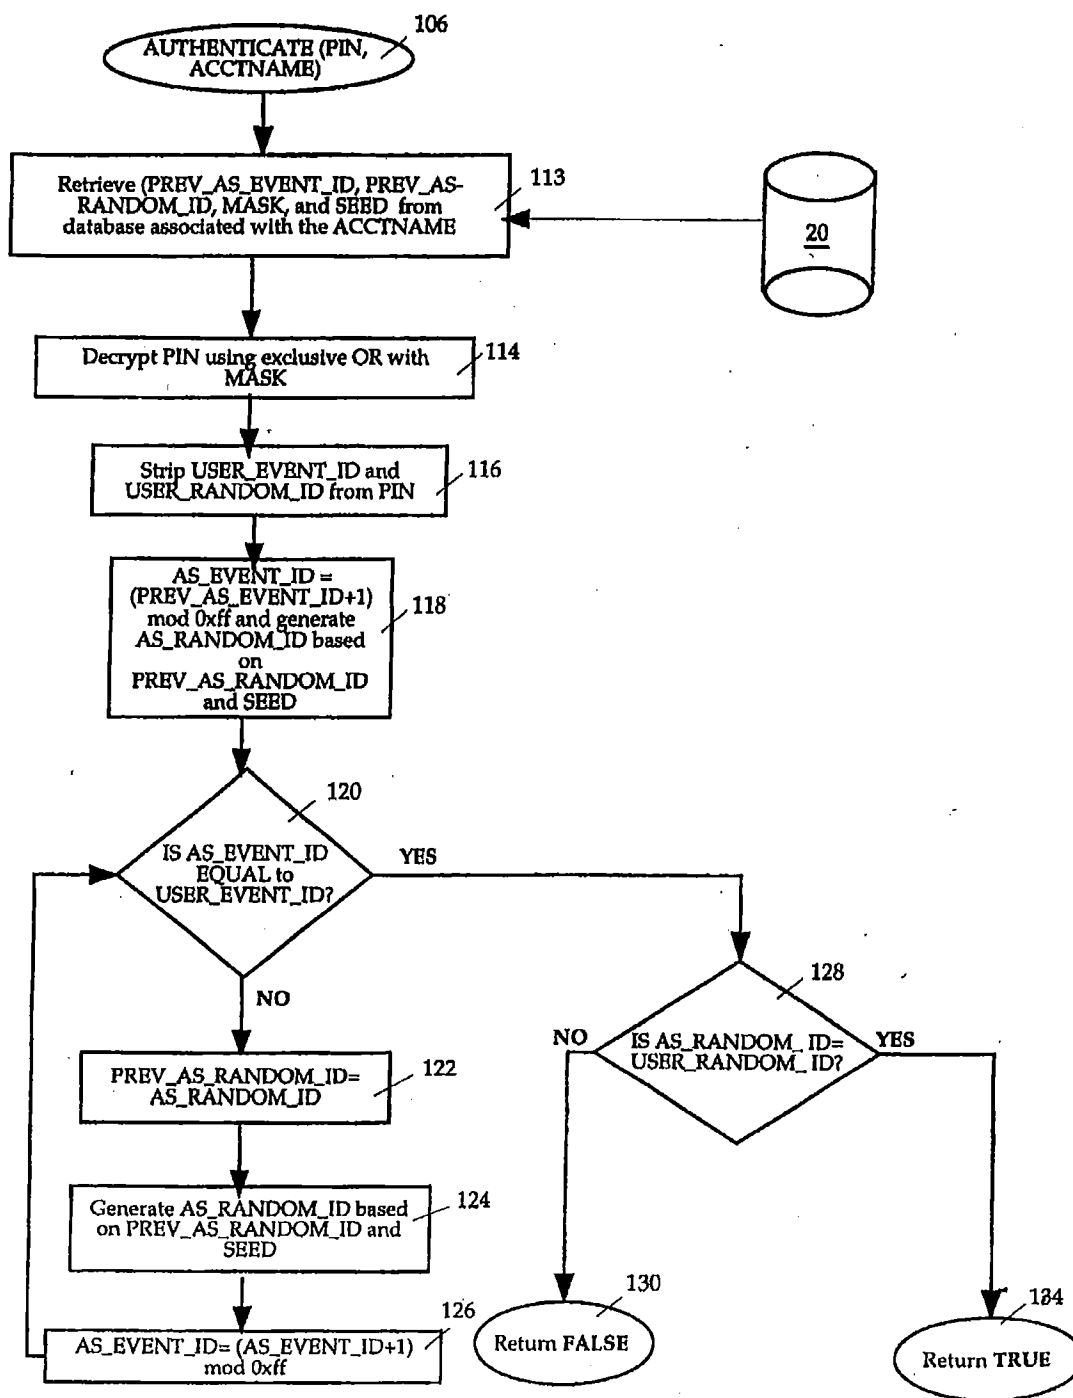 106
AUTHENTICATE (PIN,
ACCTNAME)
Retrieve (PREV_AS_EVENT_ID, PREV_AS-
RANDOM_ID, MASK, and SEED from
database associated with the ACCTNAME
113
20
Decrypt PIN using exclusive OR with
MASK
114
Strip USER_EVENT_ID and
USER_RANDOM_ID from PIN
116
AS_EVENT_ID =
(PREV_AS_EVENT_ID+1)
mod 0xff and generate
AS_RANDOM_ID based
on
PREV_AS_RANDOM_ID
and SEED
118
120
IS AS_EVENT_ID
EQUAL to
USER_EVENT_ID?
YES
NO
128
IS AS_RANDOM_ ID=
USER_RANDOM_ ID?
NO
YES
PREV_AS_RANDOM_ID=
AS_RANDOM_ID
122
Generate AS_RANDOM_ID based
on PREV_AS_RANDOM_ID and
SEED
124
AS_EVENT_ID= (AS_EVENT_ID+1)
mod 0xff
126
130
Return FALSE
134
Return TRUE